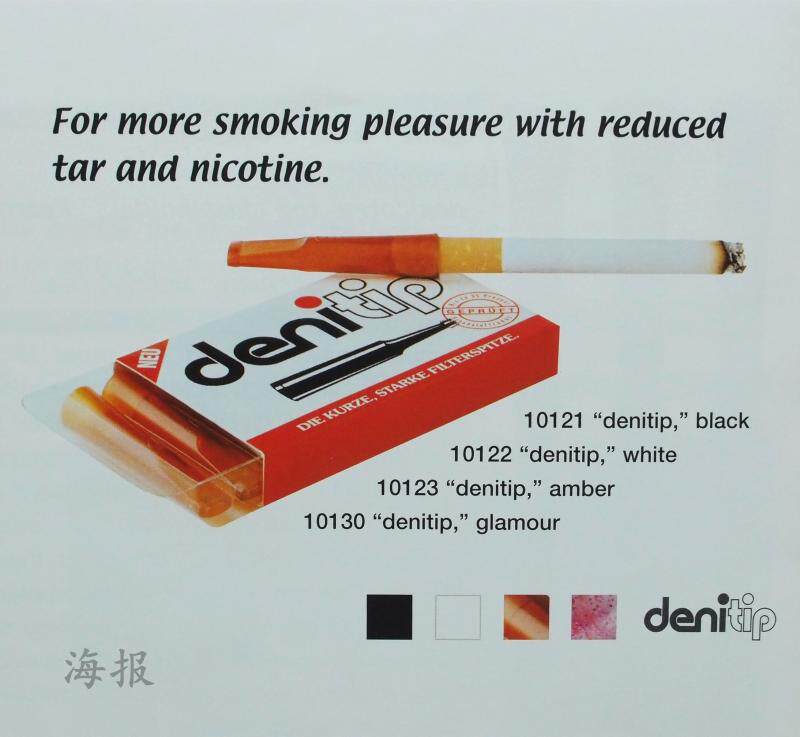 For more smoking pleasure with reduced
tar and nicotine.
denitip
GEPRÜFT
NEU
DIE KURZE, STARKE FILTERSPITZE.
10121 “denitip,” black
10122 “denitip,” white
10123 “denitip,” amber
10130 “denitip,” glamour
denitip
海报